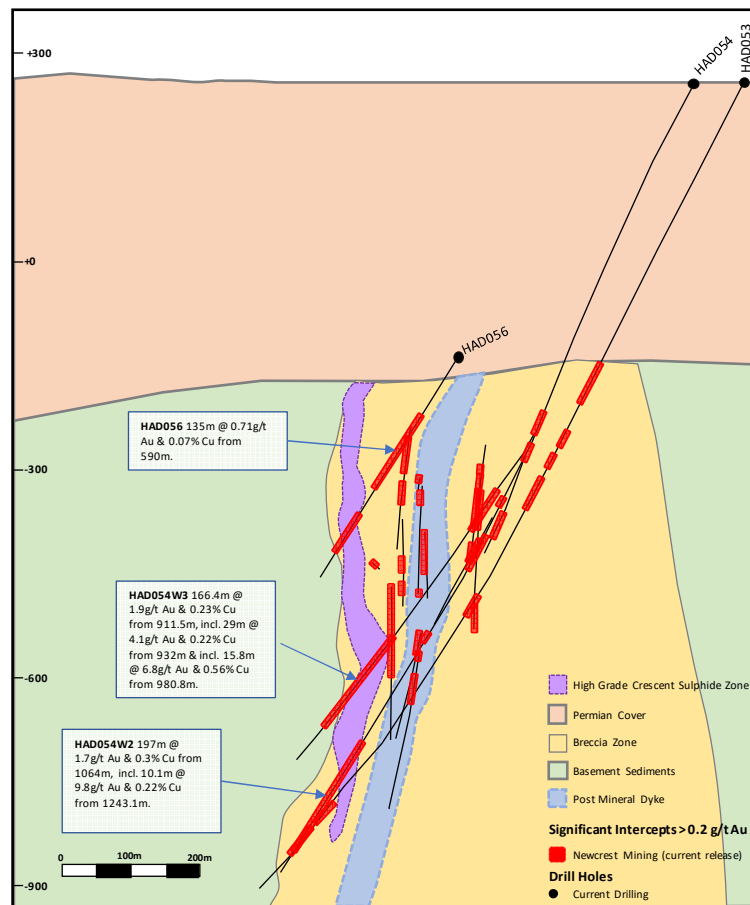 +300
HAD054
HAD053
+0
HAD056
HAD056 135m @ 0.71g/t
Au & 0.07% Cu from
590m.
-300
HAD054W3 166.4m @
1.9g/t Au & 0.23% Cu
from 911.5m, incl. 29m @
4.1g/t Au & 0.22% Cu
from 932m & incl. 15.8m
@ 6.8g/t Au & 0.56% Cu
from 980.8m.
-600
HAD054W2 197m @
1.7g/t Au & 0.3% Cu from
1064m, incl. 10.1m @
9.8g/t Au & 0.22% Cu
from 1243.1m.
High Grade Crescent Sulphide Zone
Permian Cover
Breccia Zone
Basement Sediments
Post Mineral Dyke
Significant Intercepts > 0.2 g/t Au
Newcrest Mining (current release)
Drill Holes
Current Drilling
0 100m 200m
-900